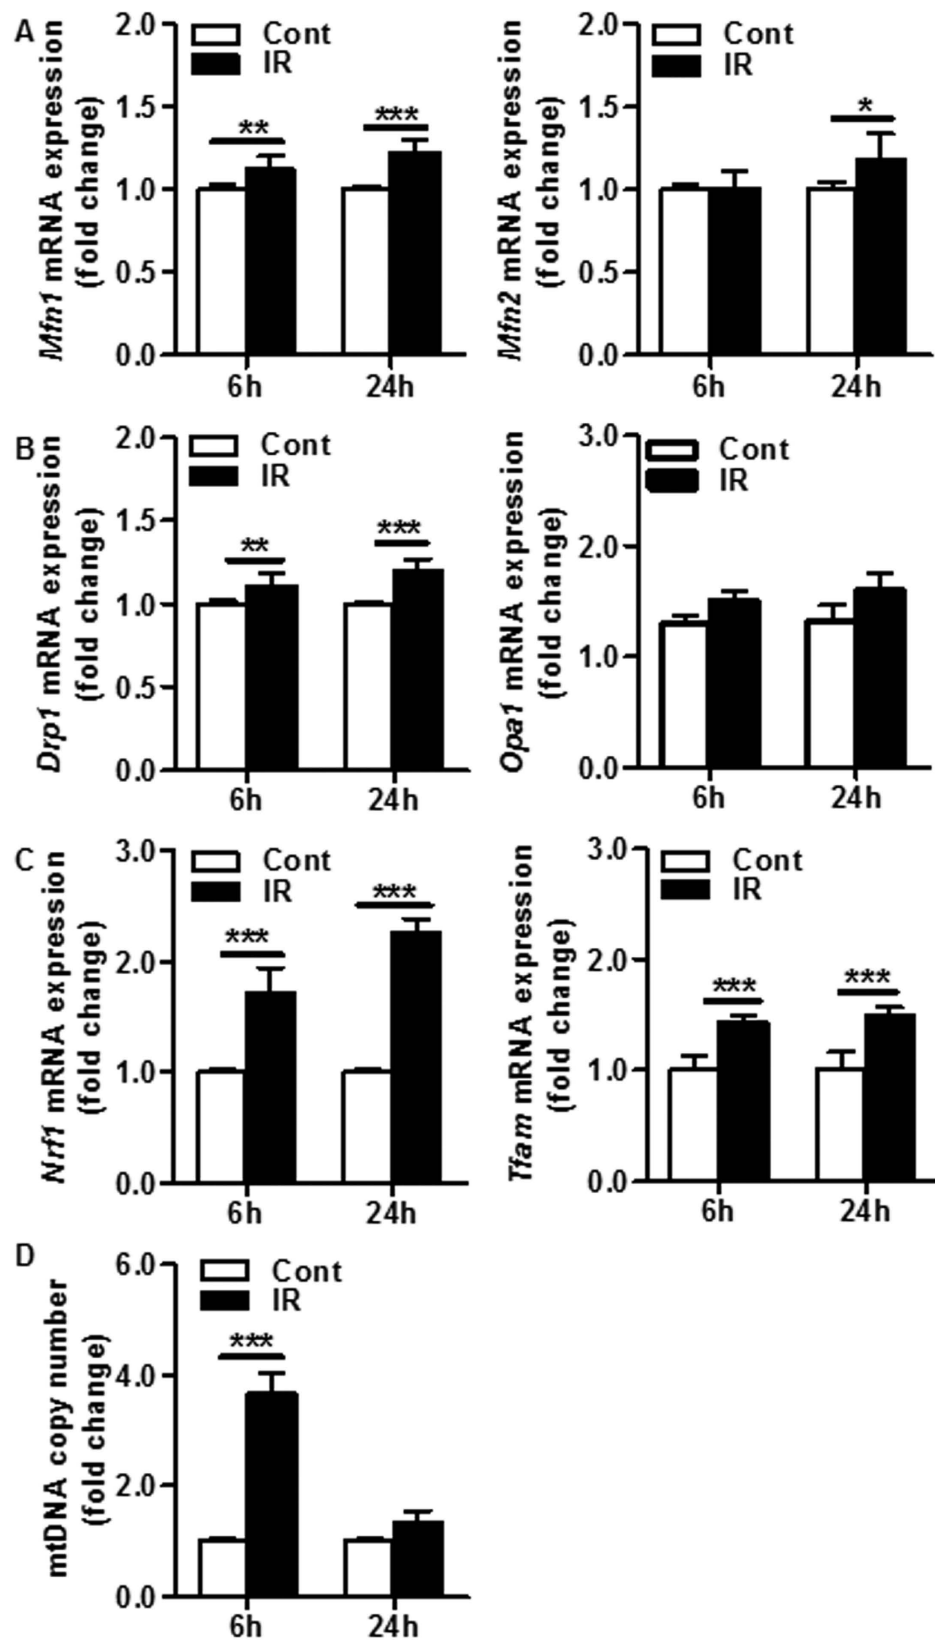 A
Mfn1 mRNA expression
(fold change)
2.0
1.5
1.0
0.5
0.0
Cont
IR
**
***
6h
24h
Mfn2 mRNA expression
(fold change)
2.0
1.5
1.0
0.5
0.0
Cont
IR
*
6h
24h
B
Drp1 mRNA expression
(fold change)
2.0
1.5
1.0
0.5
0.0
Cont
IR
**
***
6h
24h
Opa1 mRNA expression
(fold change)
3.0
2.0
1.0
0.0
Cont
IR
6h
24h
C
Nrf1 mRNA expression
(fold change)
3.0
2.0
1.0
0.0
Cont
IR
***
***
6h
24h
Tfam mRNA expression
(fold change)
3.0
2.0
1.0
0.0
Cont
IR
***
***
6h
24h
D
mtDNA copy number
(fold change)
6.0
4.0
2.0
0.0
Cont
IR
***
6h
24h